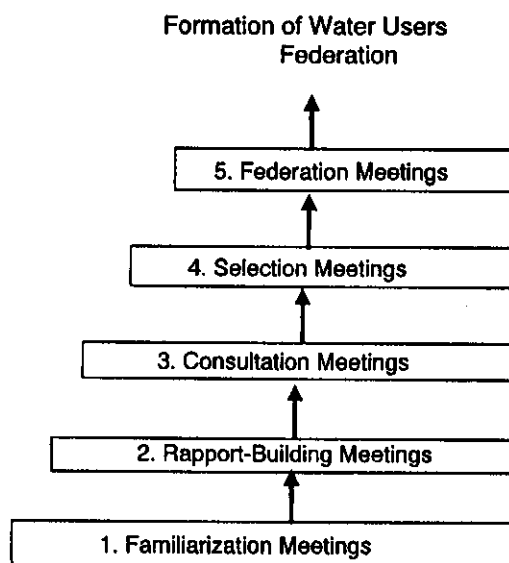 Formation of Water Users
Federation
5. Federation Meetings
4. Selection Meetings
3. Consultation Meetings
2. Rapport-Building Meetings
1. Familiarization Meetings